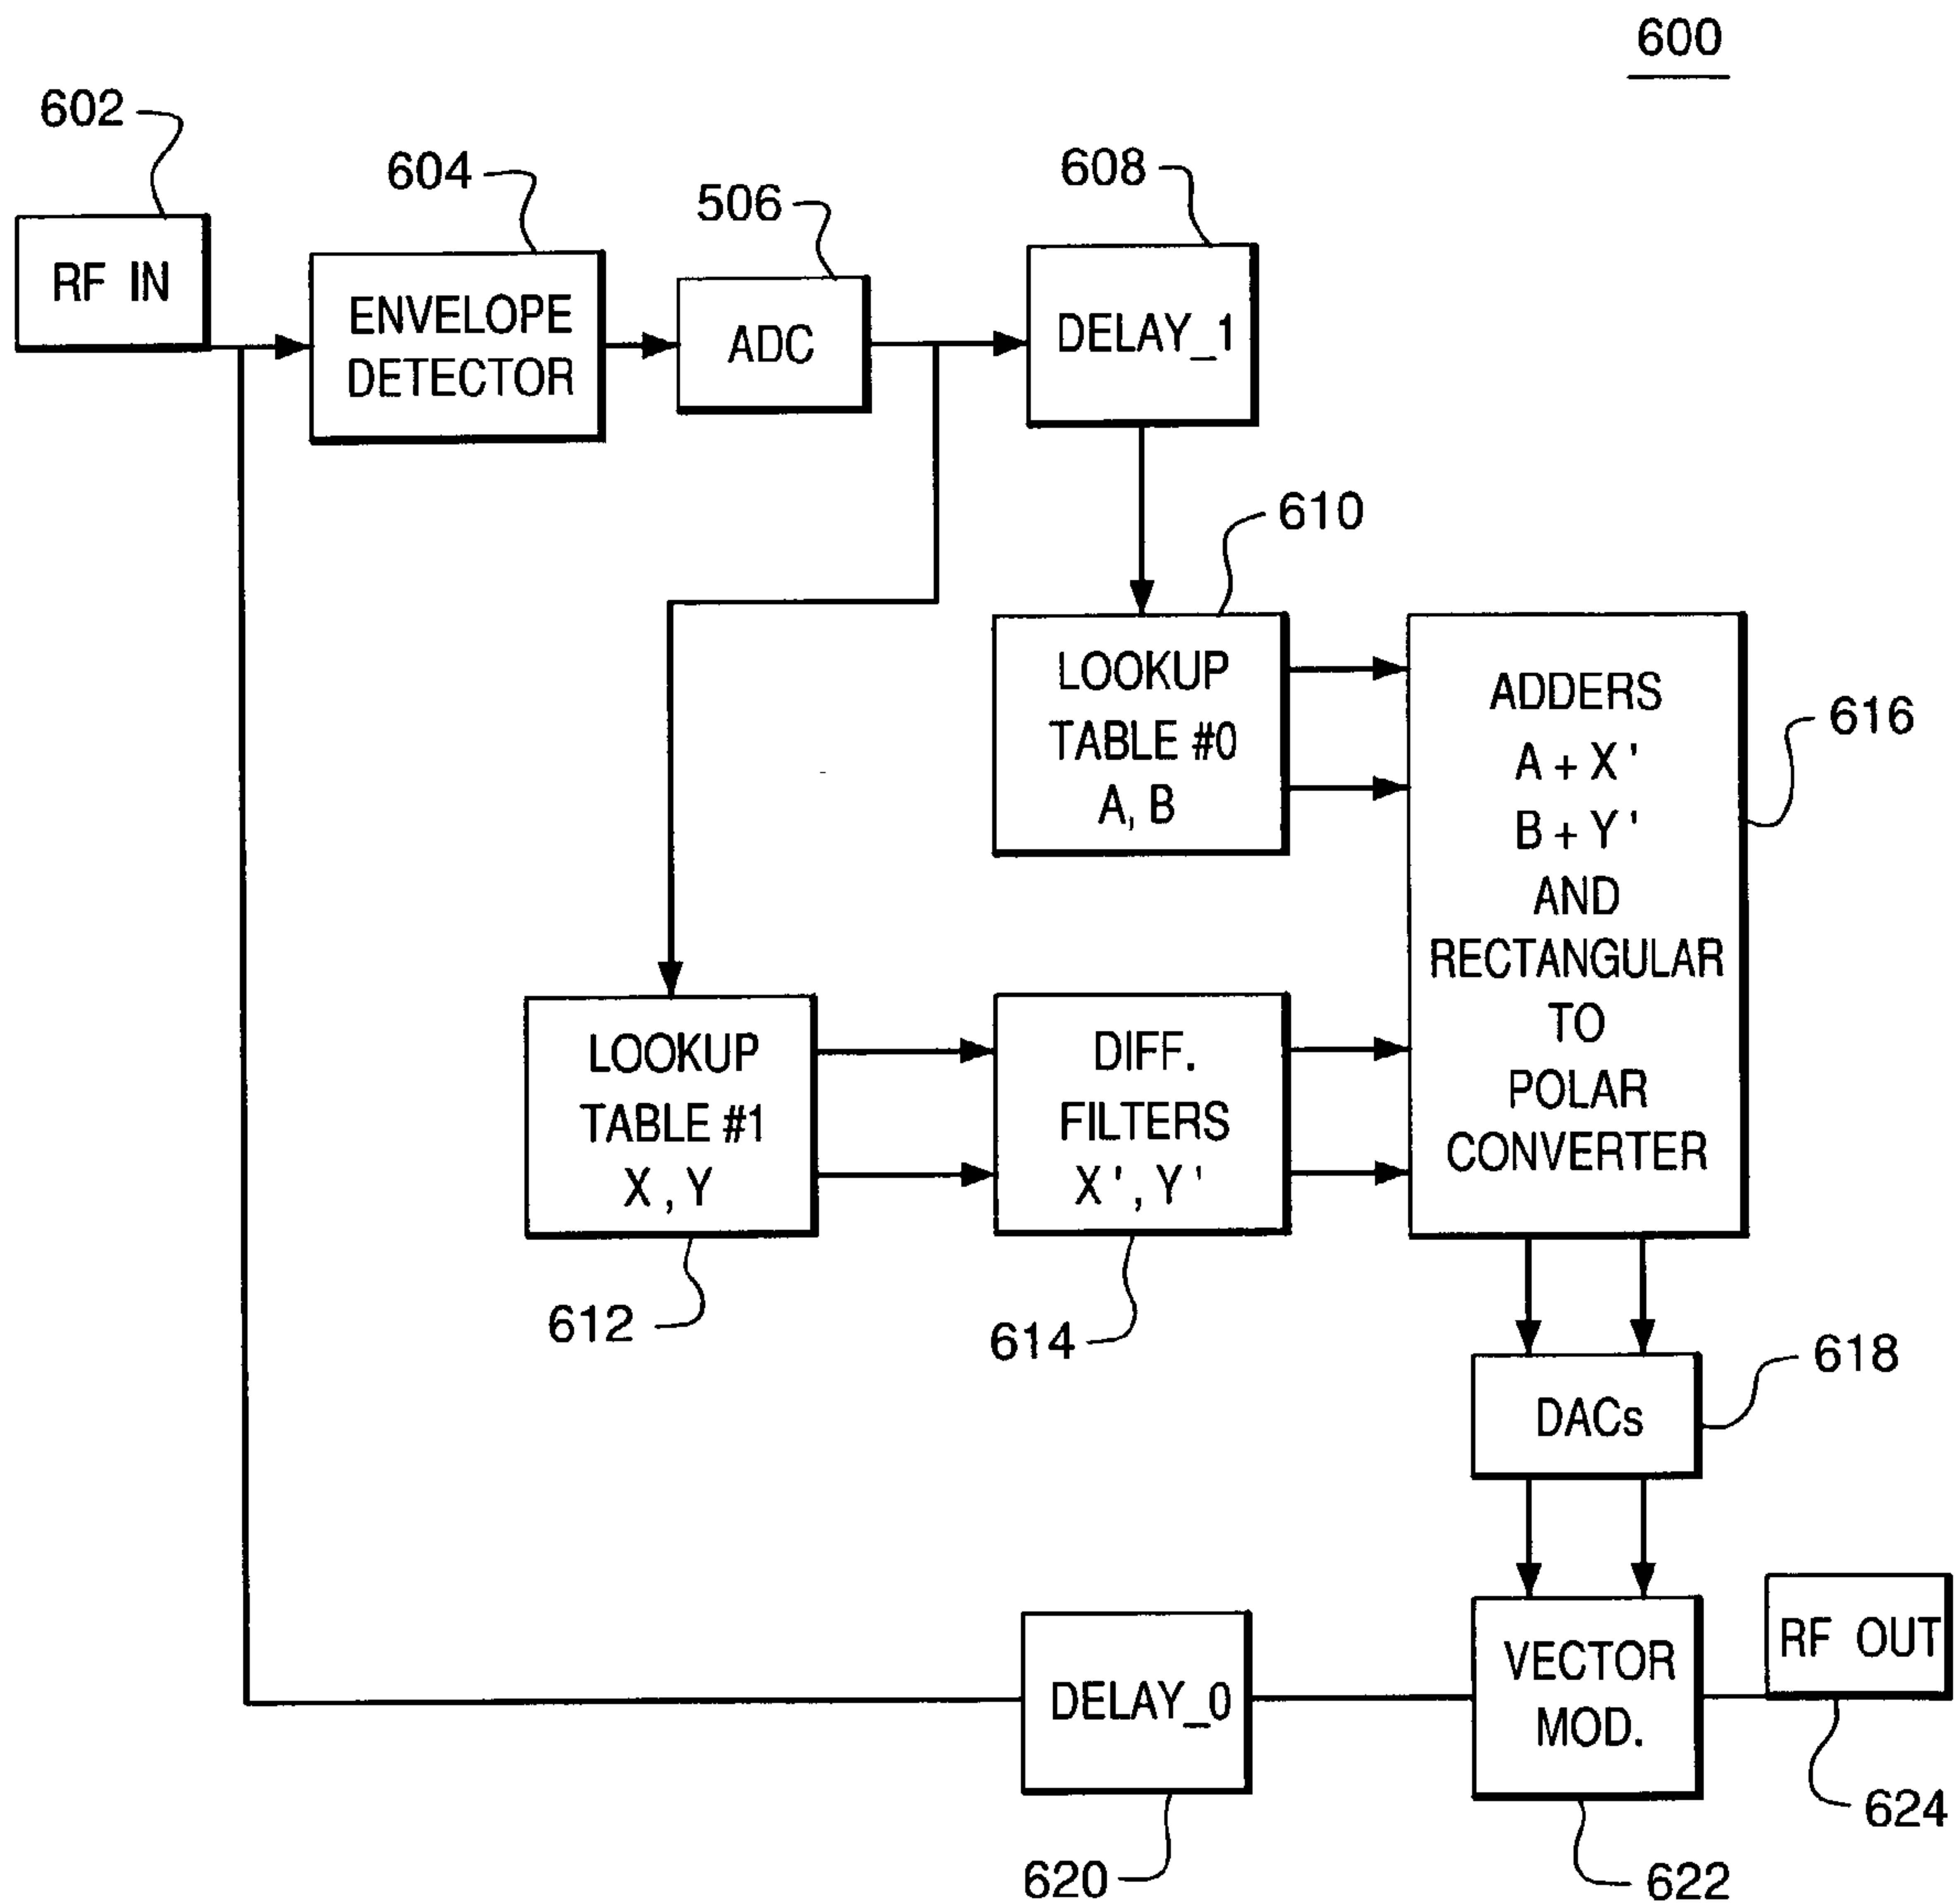 600
602
604
506
608
RF IN
ENVELOPE
DETECTOR
ADC
DELAY_1
610
LOOKUP
TABLE #0
A, B
ADDERS
A + X'
B + Y'
AND
RECTANGULAR
TO
POLAR
CONVERTER
616
LOOKUP
TABLE #1
X, Y
DIFF.
FILTERS
X', Y'
612
614
DACs
618
DELAY_0
VECTOR
MOD.
RF OUT
620
622
624